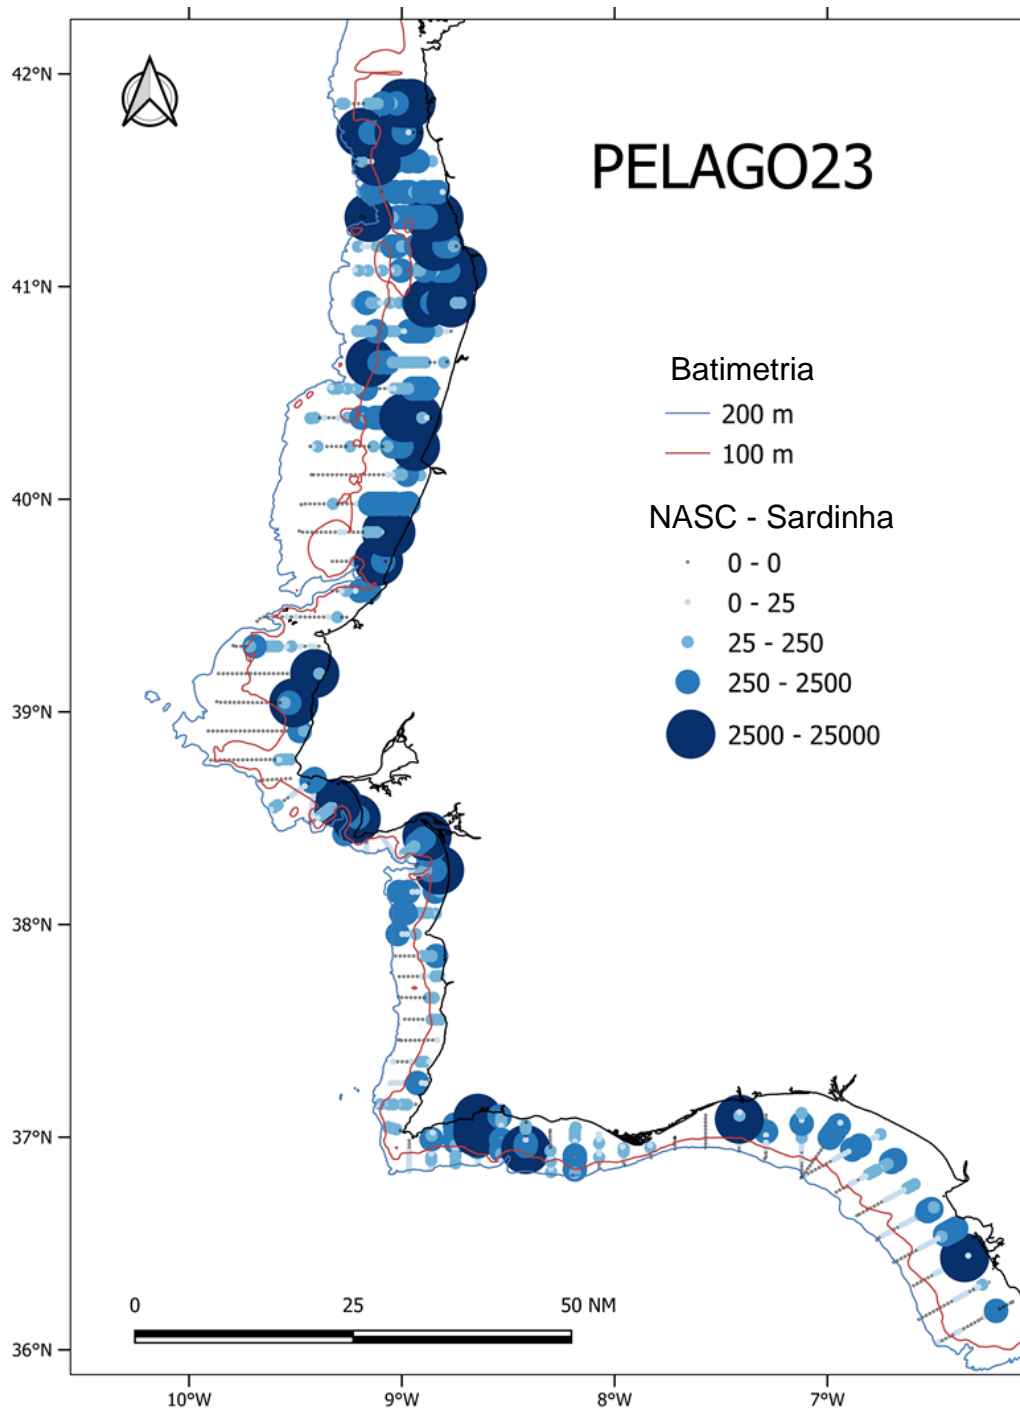 PELAGO23
42°N
41°N
40°N
39°N
38°N
37°N
36°N
Batimetria
200 m
100 m
NASC - Sardinha
0 - 0
0 - 25
25 - 250
250 - 2500
2500 - 25000
0 25 50 NM
10°W 9°W 8°W 7°W